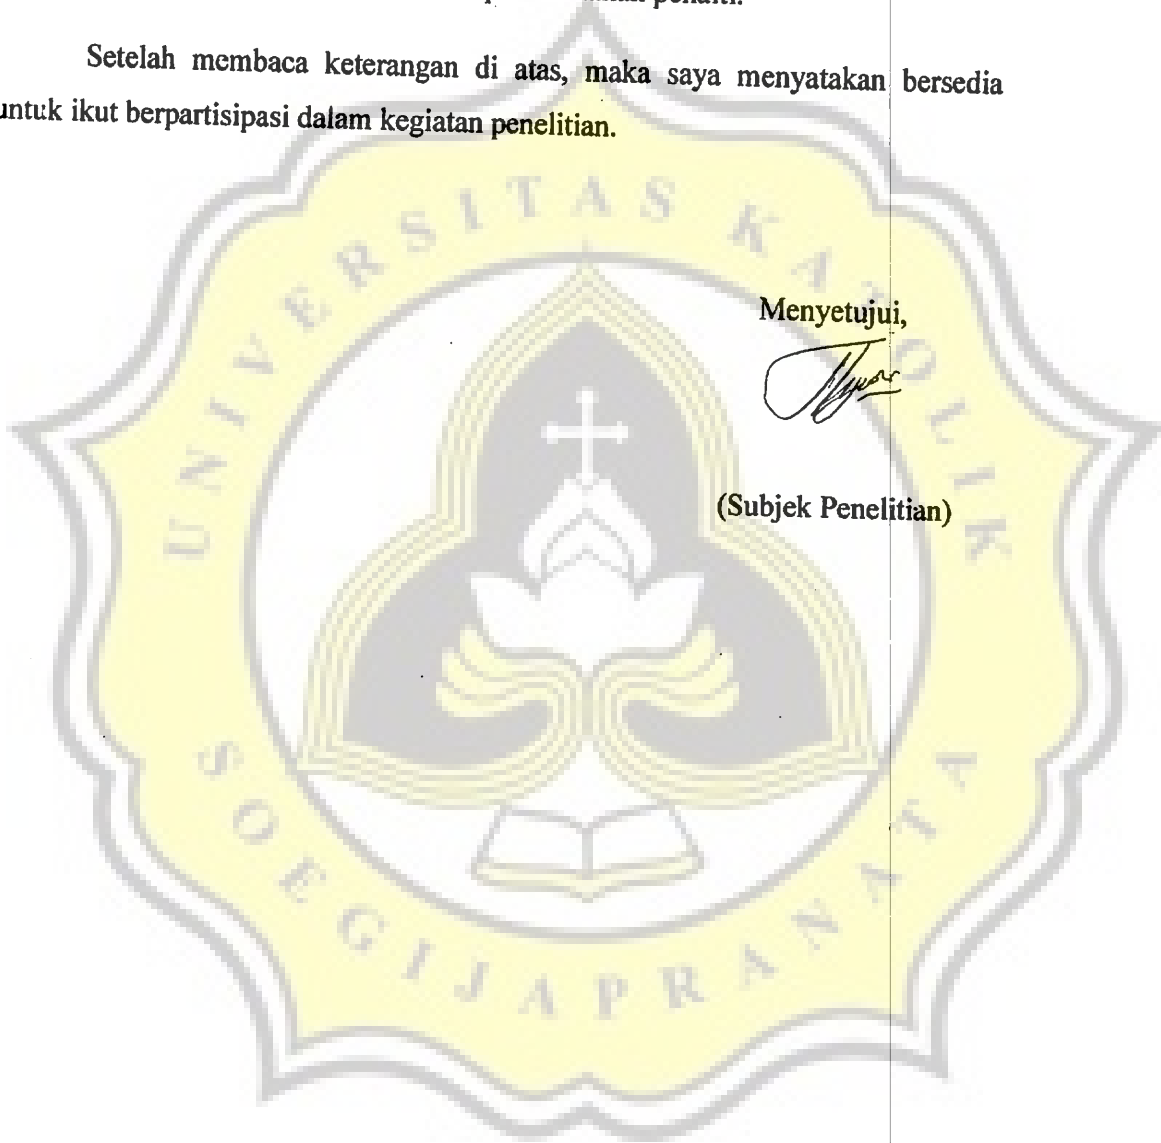 peneliti.
Setelah membaca keterangan di atas, maka saya menyatakan bersedia
untuk ikut berpartisipasi dalam kegiatan penelitian.
Menyetujui,
(Subjek Penelitian)
UNIVERSITAS KATOLIK
SOEGIJAPRANATA